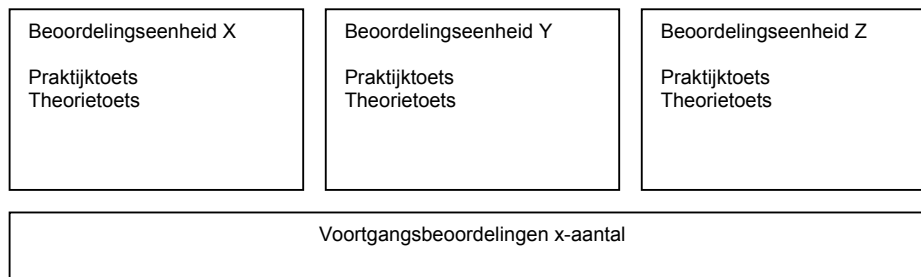 Beoordelingseenheid X
Praktijktoets
Theorietoets
Beoordelingseenheid Y
Praktijktoets
Theorietoets
Beoordelingseenheid Z
Praktijktoets
Theorietoets
Voortgangsbeoordelingen x-aantal